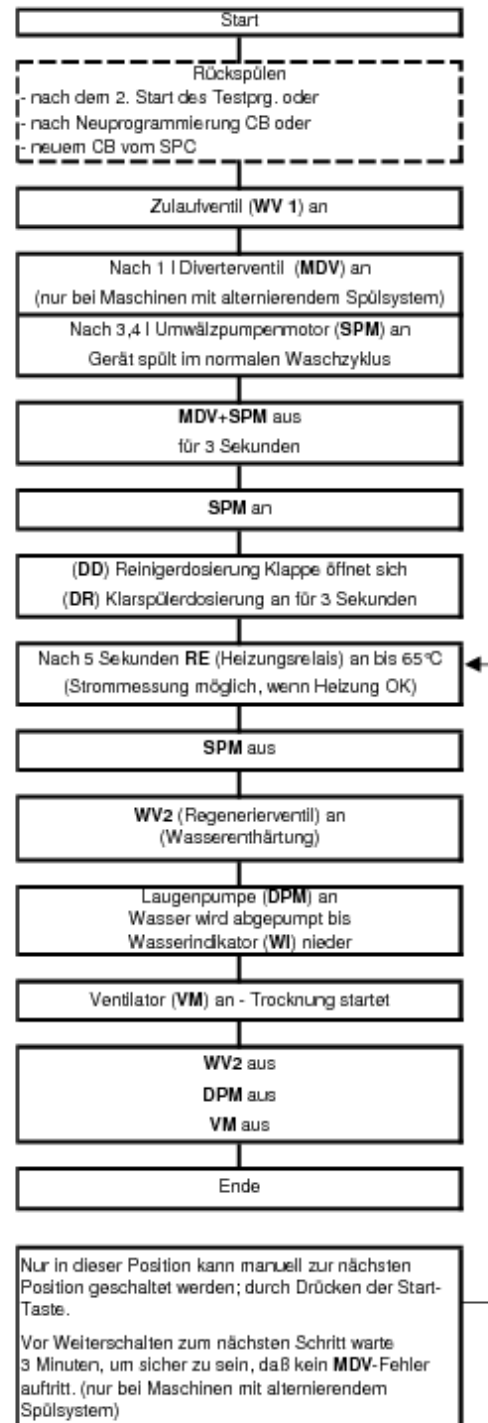 Start
Rückspülen
- nach dem 2. Start des Testprg. oder
- nach Neuprogrammierung CB oder
- neuem CB vom SPC
Zulaufventil (WV 1) an
Nach 1 l Diverterventil (MDV) an
(nur bei Maschinen mit alternierendem Spülsystem)
Nach 3,4 l Umwälzpumpenmotor (SPM) an
Gerät spült im normalen Waschzyklus
MDV+SPM aus
für 3 Sekunden
SPM an
(DD) Reinigerdosierung Klappe öffnet sich
(DR) Klarspülerdosierung an für 3 Sekunden
Nach 5 Sekunden RE (Heizungsrelais) an bis 65°C
(Strommessung möglich, wenn Heizung OK)
SPM aus
WV2 (Regenerierventil) an
(Wasserenthärtung)
Laugenpumpe (DPM) an
Wasser wird abgepumpt bis
Wasserindikator (WI) nieder
Ventilator (VM) an - Trocknung startet
WV2 aus
DPM aus
VM aus
Ende
Nur in dieser Position kann manuell zur nächsten
Position geschaltet werden; durch Drücken der Start-
Taste.
Vor Weiterschalten zum nächsten Schritt warte
3 Minuten, um sicher zu sein, daß kein MDV-Fehler
auftritt. (nur bei Maschinen mit alternierendem
Spülsystem)